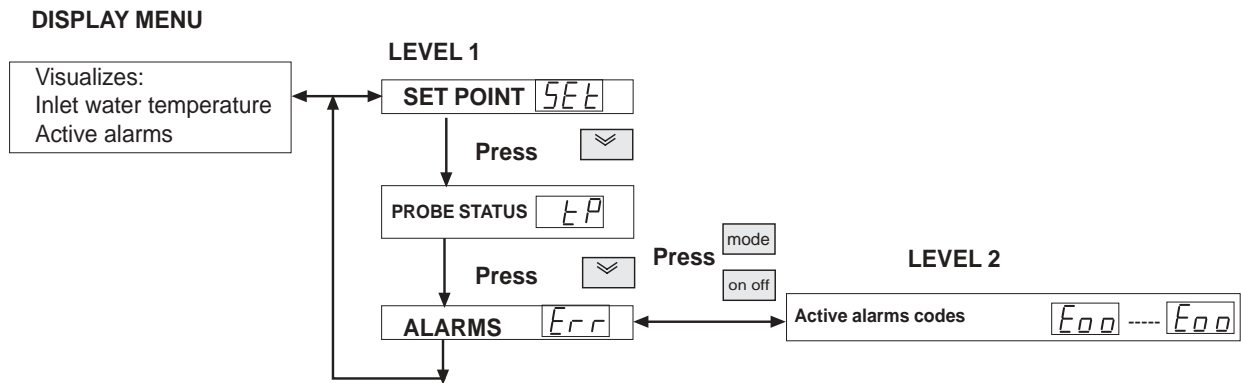 DISPLAY MENU
LEVEL 1
Visualizes:
Inlet water temperature
Active alarms
SET POINT SEt
Press
PROBE STATUS tP
Press
ALARMS Err
Press
mode
on off
LEVEL 2
Active alarms codes Eoo ----- Eoo